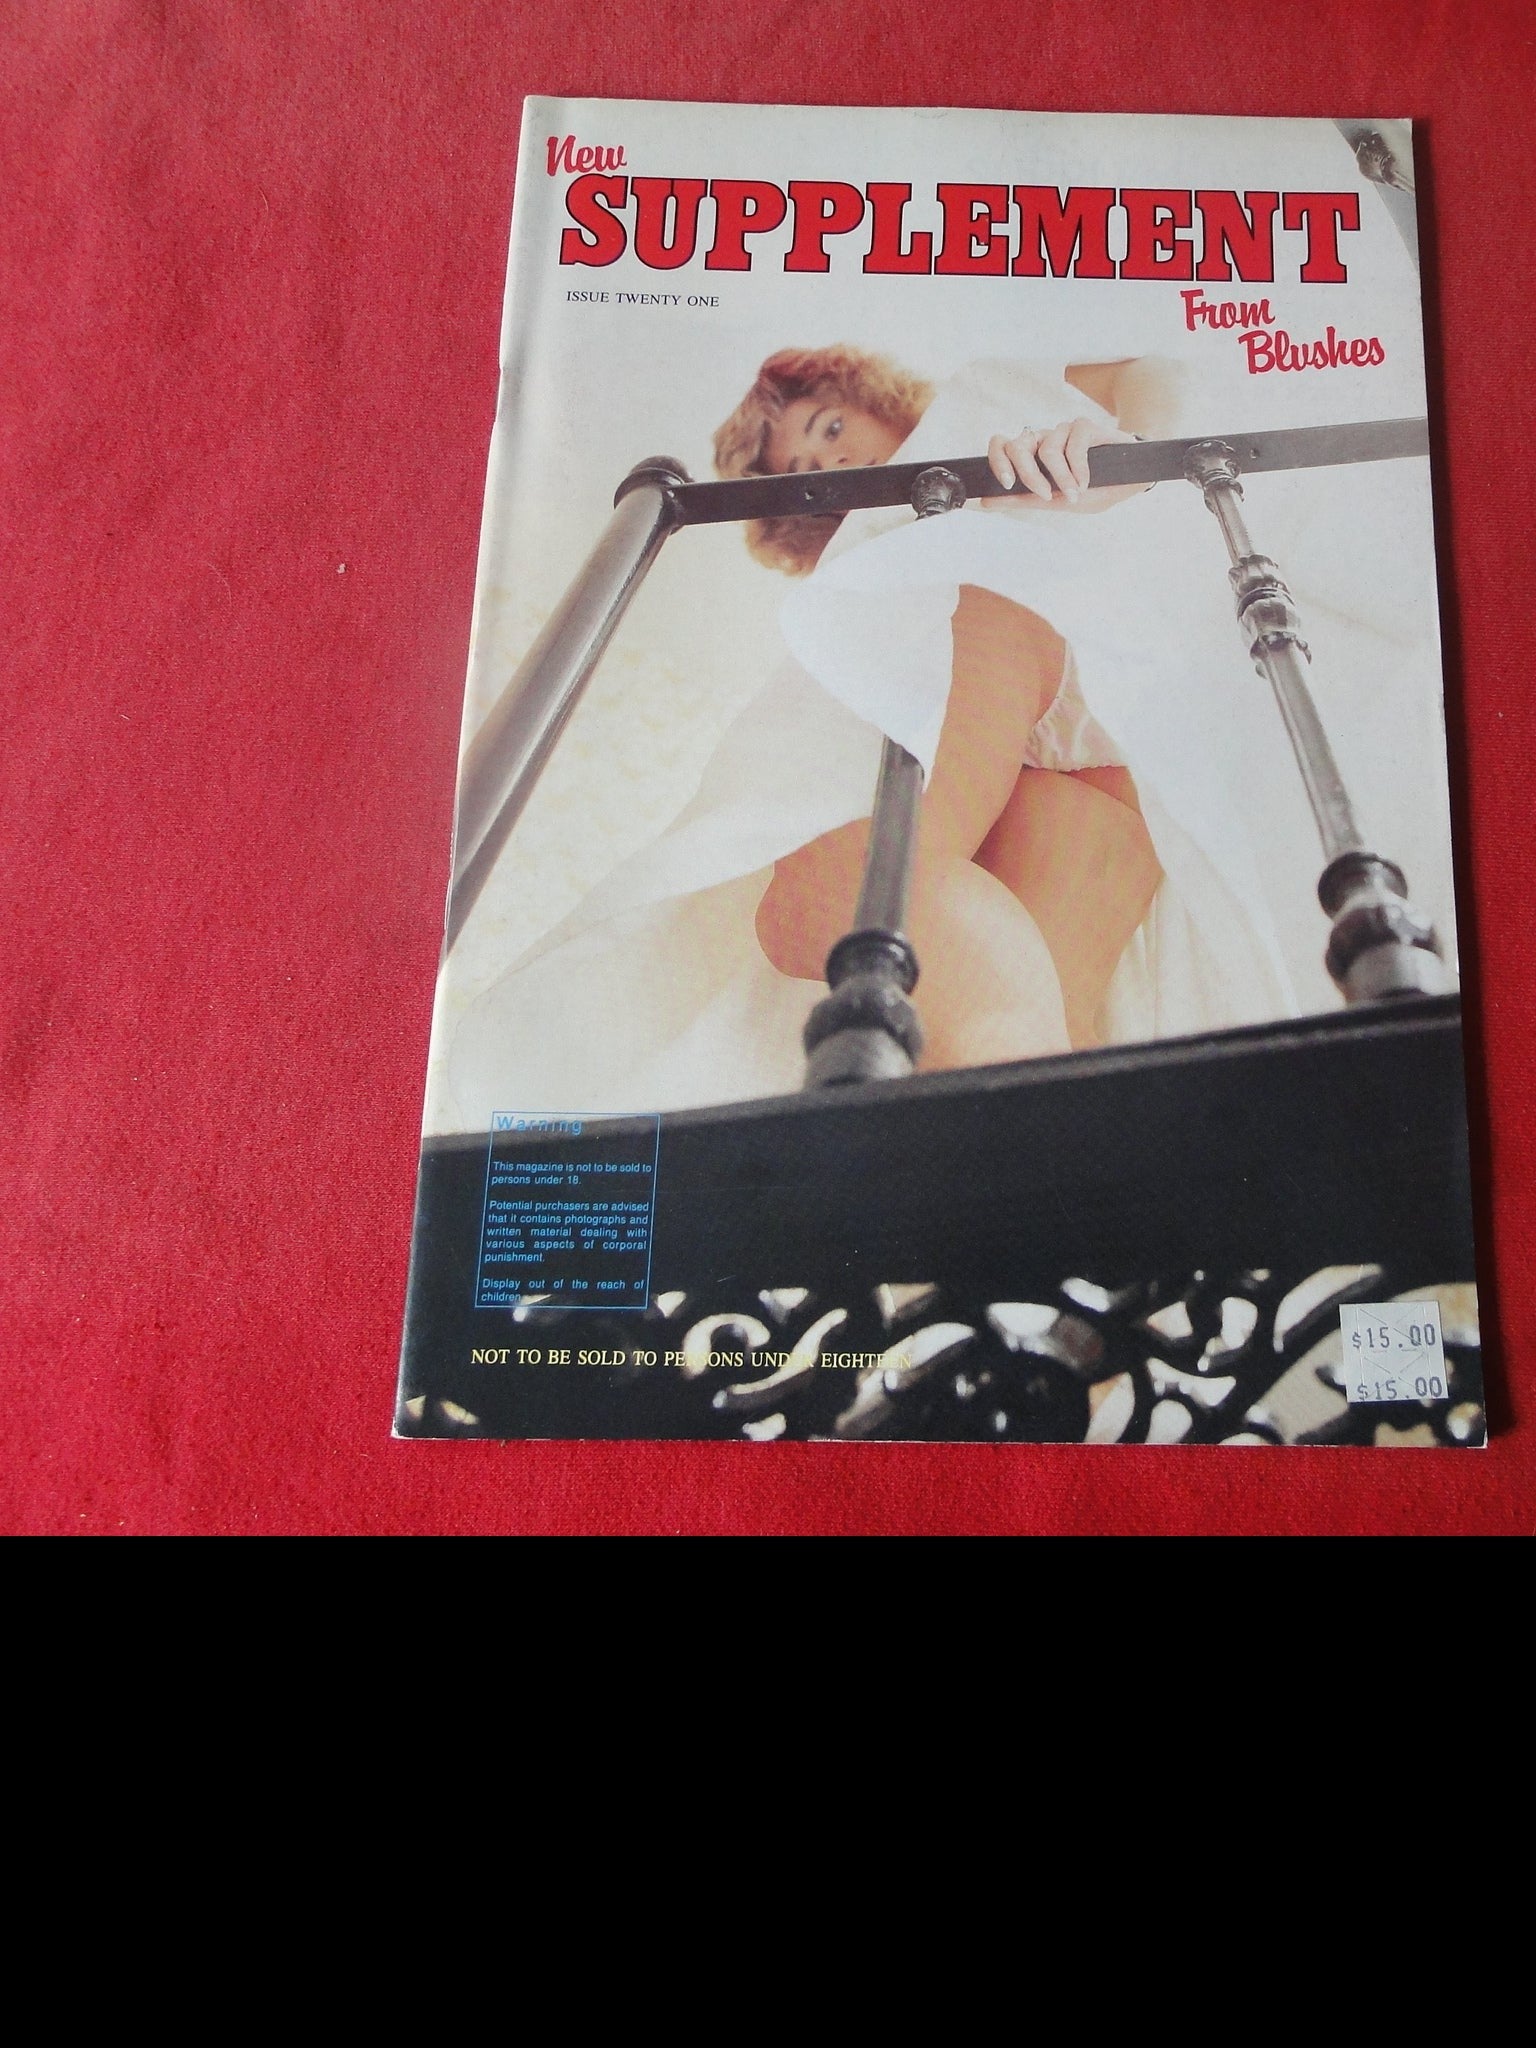 New
SUPPLEMENT
ISSUE TWENTY ONE
From
Blushes
Warning
This magazine is not to be sold to
persons under 18.
Potential purchasers are advised
that it contains photographs and
written material dealing with
various aspects of corporal
punishment.
Display out of the reach of
children.
NOT TO BE SOLD TO PERSONS UNDER EIGHTEEN
$15.00
$15.00